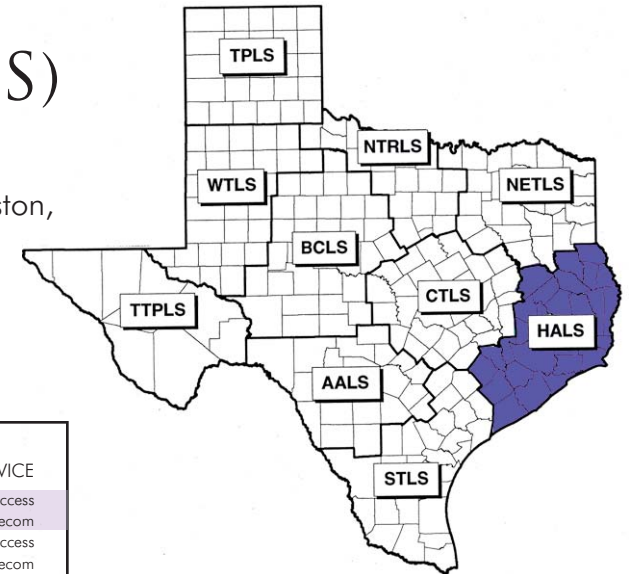 S)
ston,
TPLS
NTRLS
WTLS
NETLS
BCLS
CTLS
TTPLS
HALS
AALS
STLS
VICE
ccess
ecom
ccess
ecom